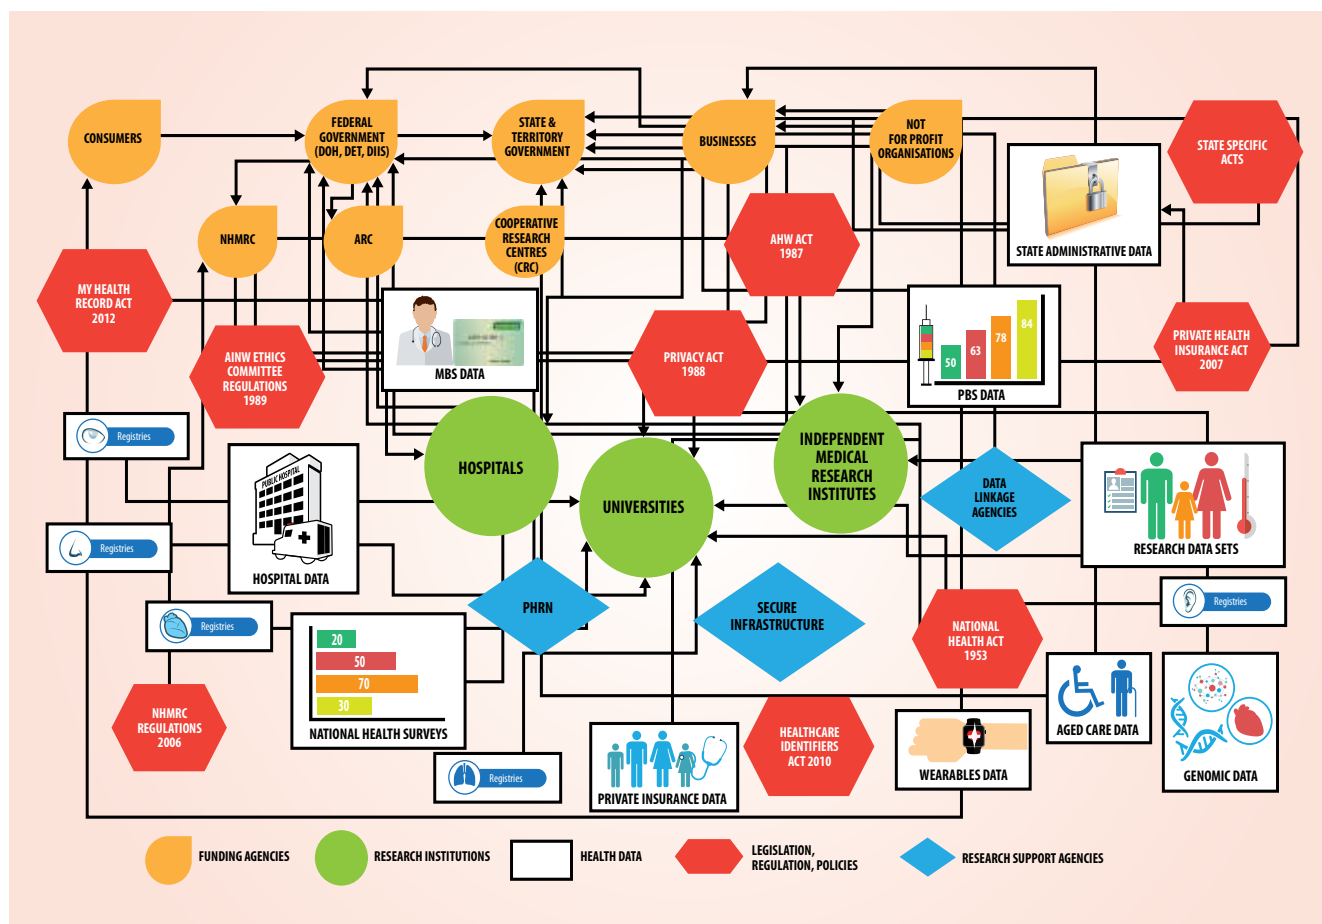 CONSUMERS
FEDERAL
GOVERNMENT
(DOH, DET, DIIS)
STATE &
TERRITORY
GOVERNMENT
BUSINESSES
NOT
FOR PROFIT
ORGANISATIONS
STATE SPECIFIC
ACTS
STATE ADMINISTRATIVE DATA
NHMRC
ARC
COOPERATIVE
RESEARCH
CENTRES
(CRC)
AHW ACT
1987
MY HEALTH
RECORD ACT
2012
AINW ETHICS
COMMITTEE
REGULATIONS
1989
MBS DATA
PRIVACY ACT
1988
50
63
78
84
PBS DATA
PRIVATE HEALTH
INSURANCE ACT
2007
Registries
PUBLIC HOSPITAL
HOSPITAL DATA
HOSPITALS
UNIVERSITIES
INDEPENDENT
MEDICAL
RESEARCH
INSTITUTES
DATA
LINKAGE
AGENCIES
RESEARCH DATA SETS
Registries
Registries
PHRN
SECURE
INFRASTRUCTURE
NATIONAL
HEALTH ACT
1953
Registries
20
50
70
30
NATIONAL HEALTH SURVEYS
NHMRC
REGULATIONS
2006
Registries
PRIVATE INSURANCE DATA
HEALTHCARE
IDENTIFIERS
ACT 2010
WEARABLES DATA
AGED CARE DATA
GENOMIC DATA
FUNDING AGENCIES
RESEARCH INSTITUTIONS
HEALTH DATA
LEGISLATION,
REGULATION, POLICIES
RESEARCH SUPPORT AGENCIES